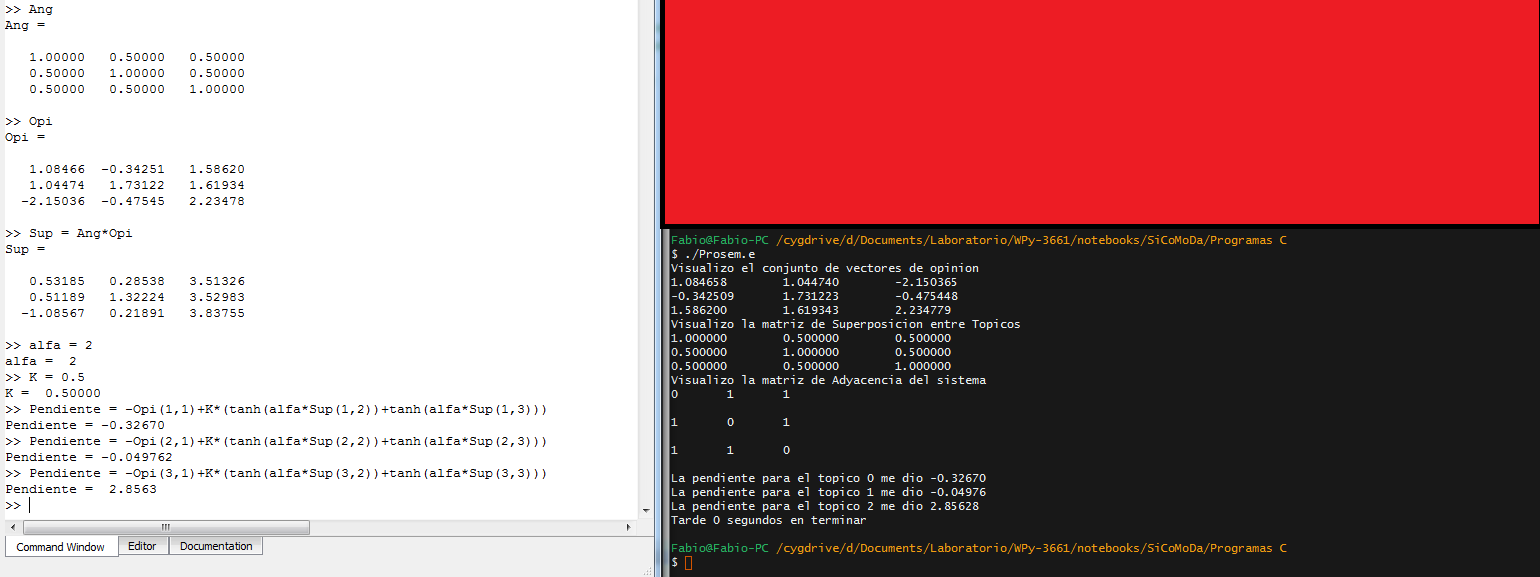 >> Ang
Ang =
1.00000 0.50000 0.50000
0.50000 1.00000 0.50000
0.50000 0.50000 1.00000
>> Opi
Opi =
1.08466 -0.34251 1.58620
1.04474 1.73122 1.61934
-2.15036 -0.47545 2.23478
>> Sup = Ang*Opi
Sup =
0.53185 0.28538 3.51326
0.51189 1.32224 3.52983
-1.08567 0.21891 3.83755
>> alfa = 2
alfa =  2
>> K = 0.5
K =  0.50000
>> Pendiente = -Opi(1,1)+K*(tanh(alfa*Sup(1,2))+tanh(alfa*Sup(1,3)))
Pendiente = -0.32670
>> Pendiente = -Opi(2,1)+K*(tanh(alfa*Sup(2,2))+tanh(alfa*Sup(2,3)))
Pendiente = -0.049762
>> Pendiente = -Opi(3,1)+K*(tanh(alfa*Sup(3,2))+tanh(alfa*Sup(3,3)))
Pendiente =  2.8563
>>
Command Window Editor Documentation
Fabio@Fabio-PC /cygdrive/d/Documents/Laboratorio/WPy-3661/notebooks/SiCoMoDa/Programas C
$ ./Prosem.e
Visualizo el conjunto de vectores de opinion
1.084658 1.044740 -2.150365
-0.342509 1.731223 -0.475448
1.586200 1.619343 2.234779
Visualizo la matriz de Superposicion entre Topicos
1.000000 0.500000 0.500000
0.500000 1.000000 0.500000
0.500000 0.500000 1.000000
Visualizo la matriz de Adyacencia del sistema
0 1 1
1 0 1
1 1 0
La pendiente para el topico 0 me dio -0.32670
La pendiente para el topico 1 me dio -0.04976
La pendiente para el topico 2 me dio 2.85628
Tarde 0 segundos en terminar
Fabio@Fabio-PC /cygdrive/d/Documents/Laboratorio/WPy-3661/notebooks/SiCoMoDa/Programas C
$